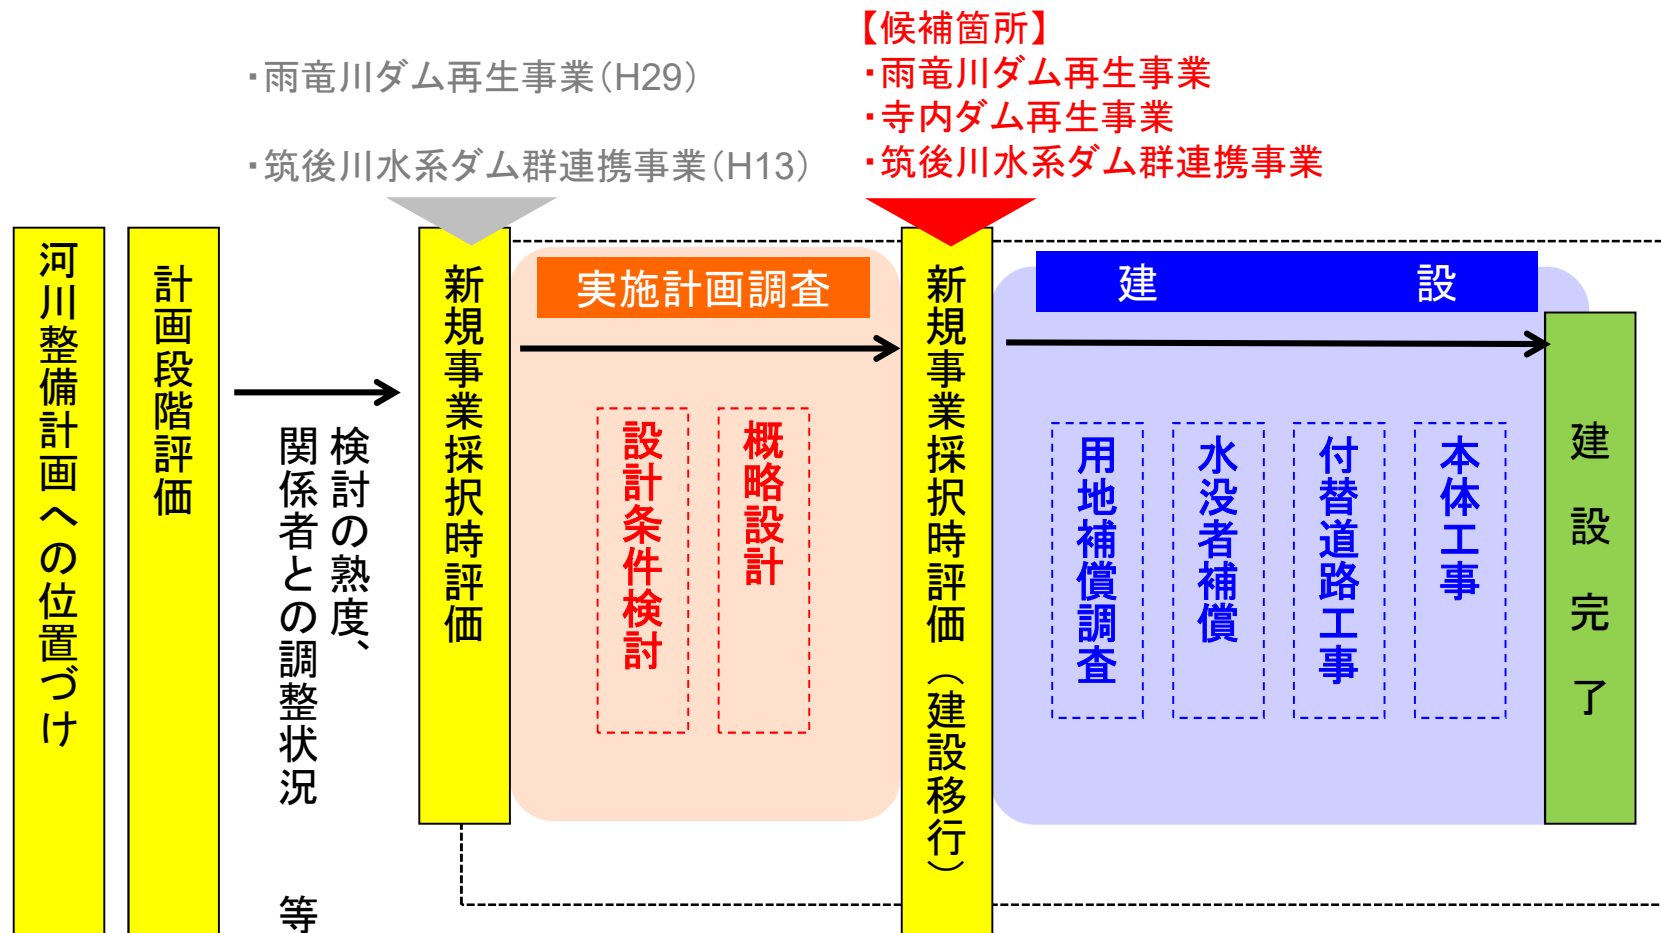 【候補箇所】
・雨竜川ダム再生事業(H29)
・筑後川水系ダム群連携事業(H13)
・雨竜川ダム再生事業
・寺内ダム再生事業
・筑後川水系ダム群連携事業
河川整備計画への位置づけ
計画段階評価
検討の熟度、
関係者との調整状況 等
新規事業採択時評価
実施計画調査
設計条件検討
概略設計
新規事業採択時評価(建設移行)
建 設
用地補償調査
水没者補償
付替道路工事
本体工事
建設完了